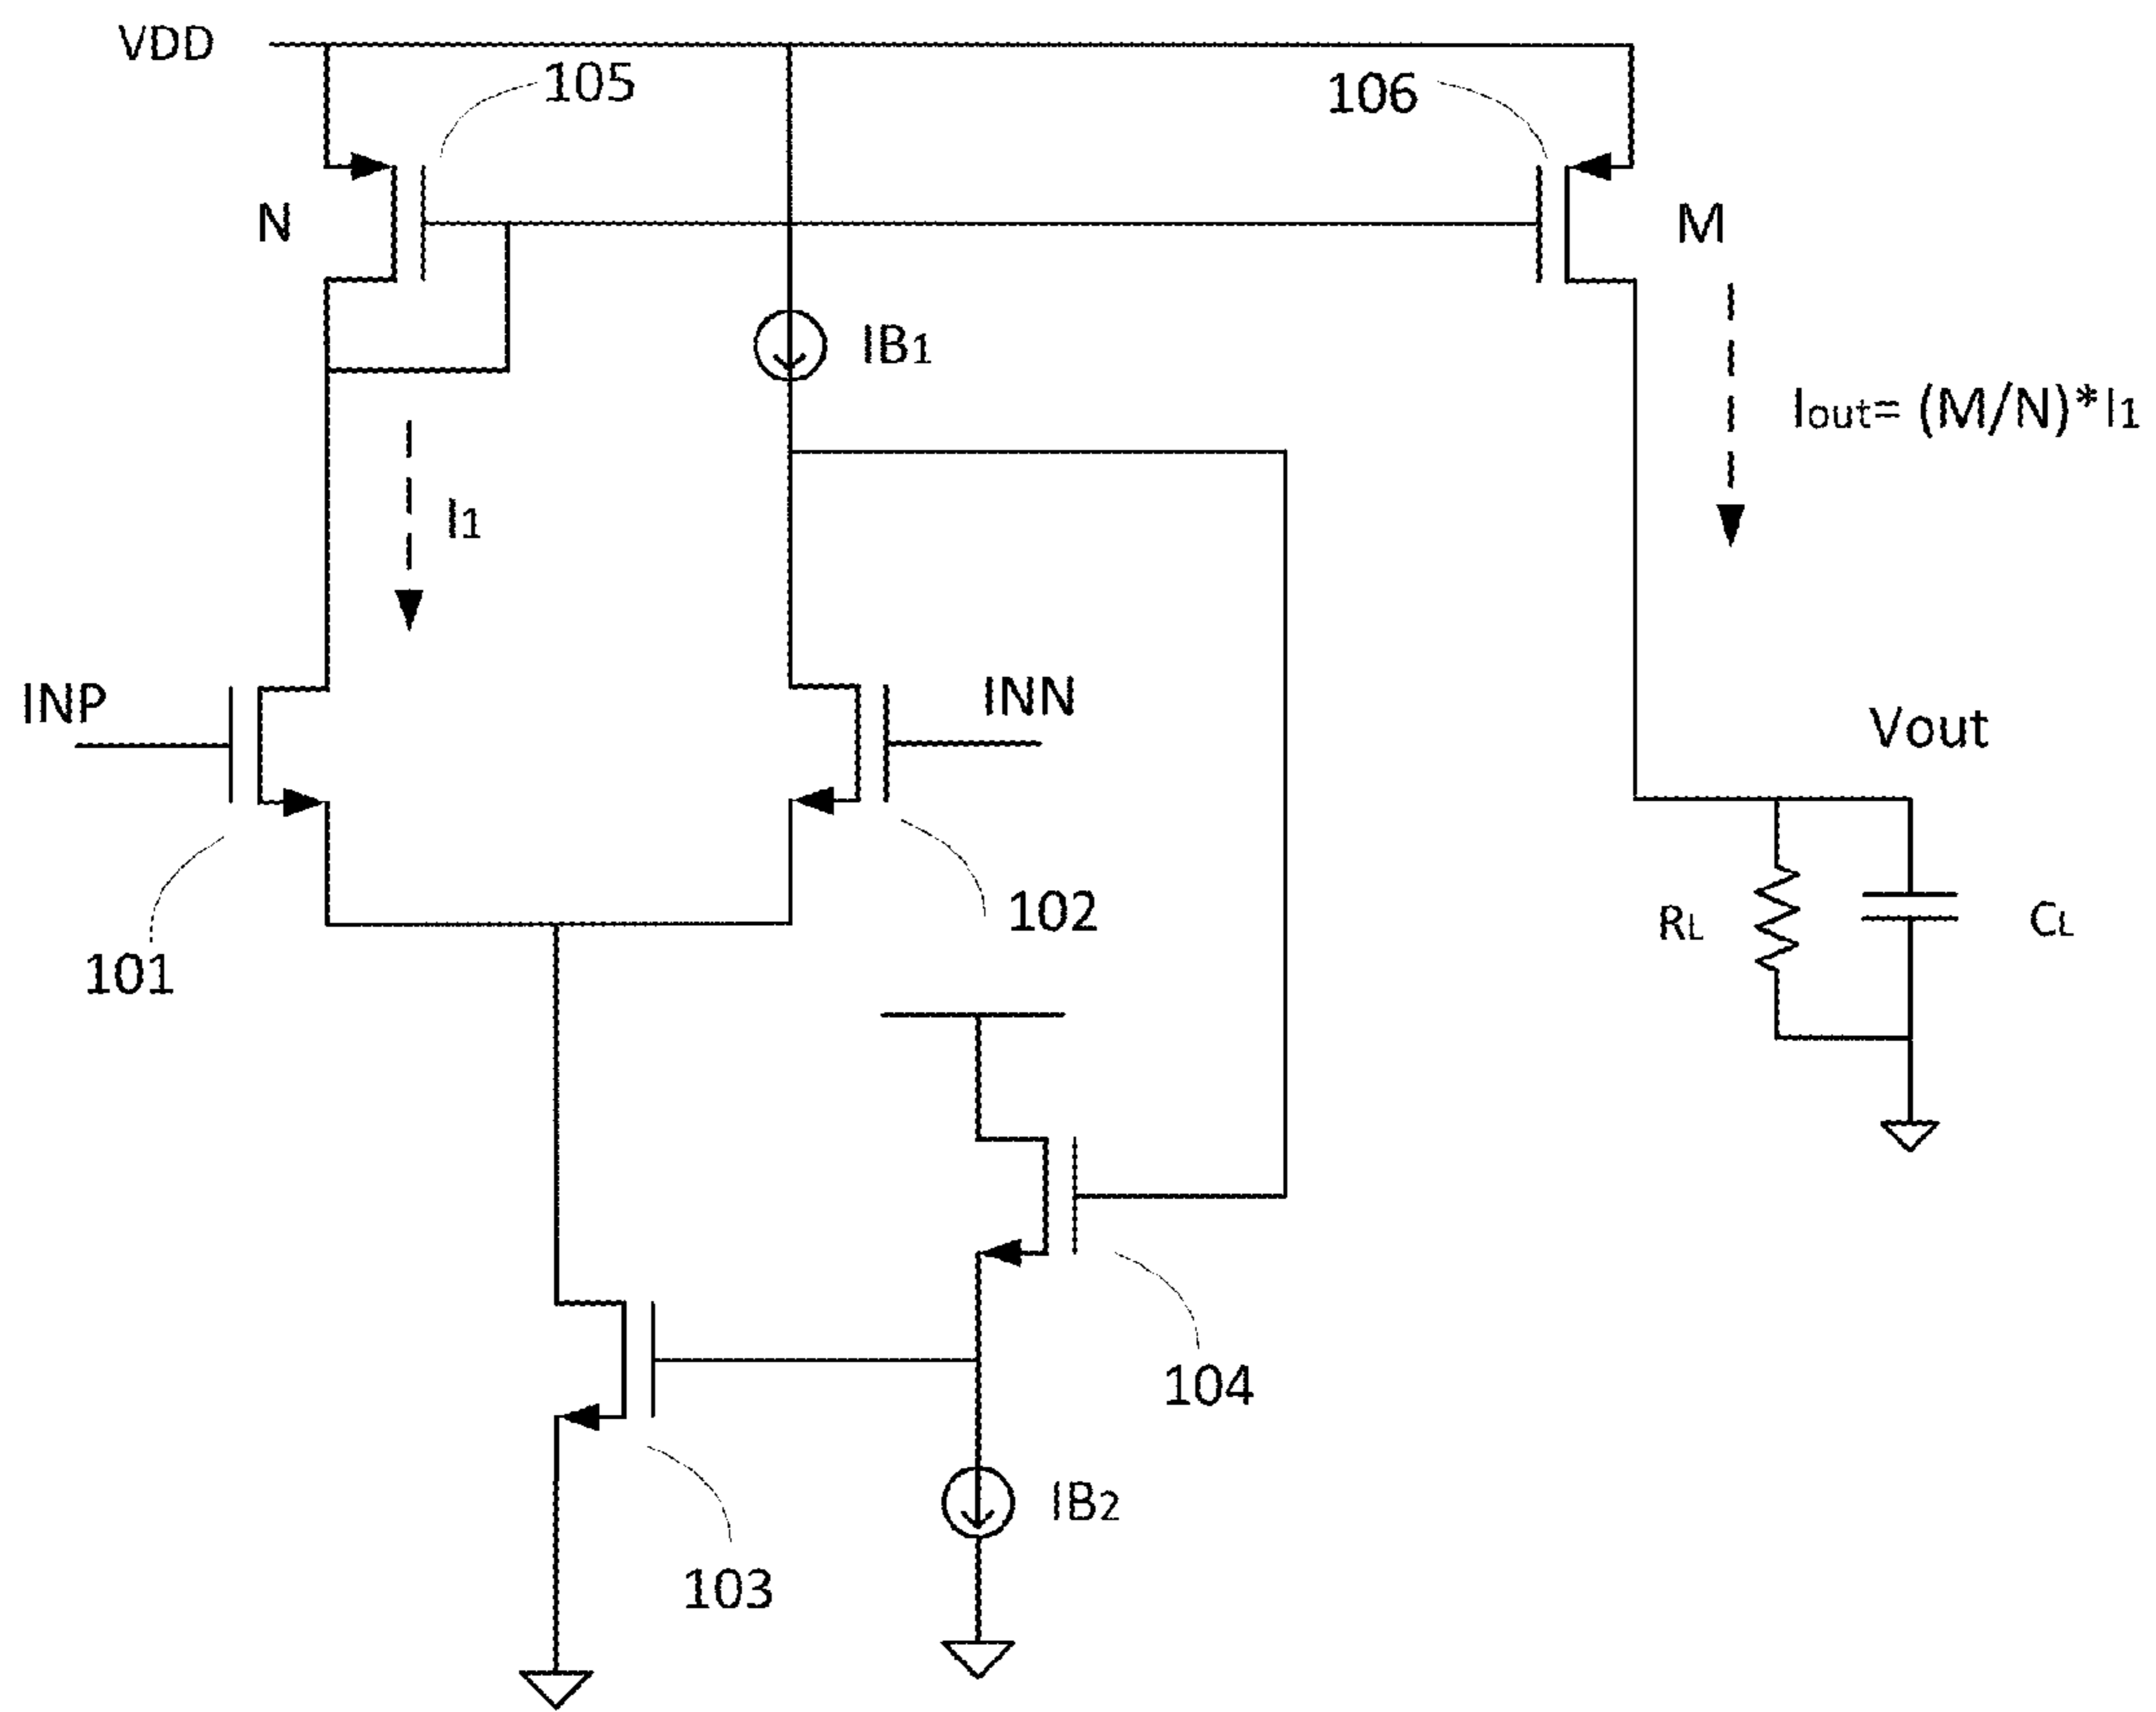 VDD
105
106
N
M
IB1
Iout= (M/N)*I1
I1
INP
INN
Vout
102
RL
CL
101
104
IB2
103